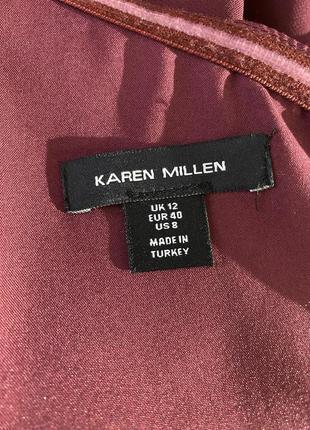 KAREN MILLEN
UK 12
EUR 40
US 8
MADE IN
TURKEY